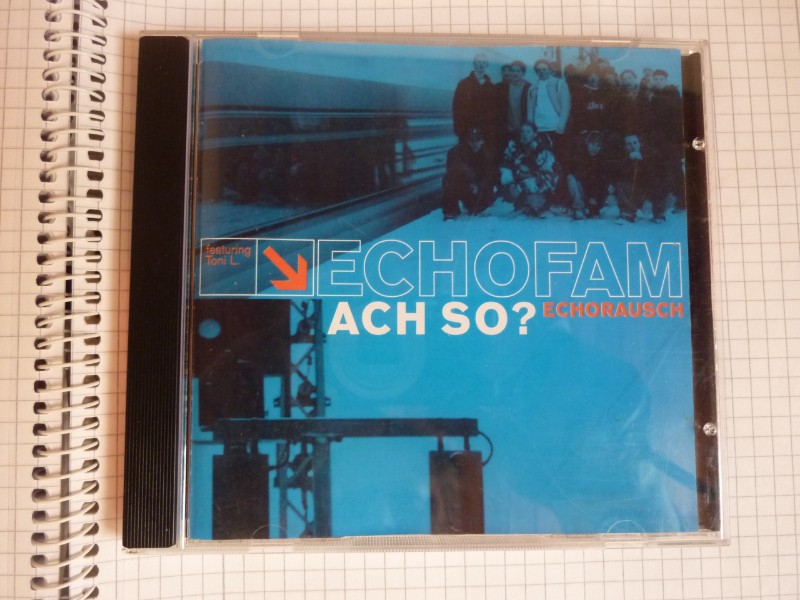 featuring
Toni L.
ECHOFAM
ACH SO? ECHORAUSCH